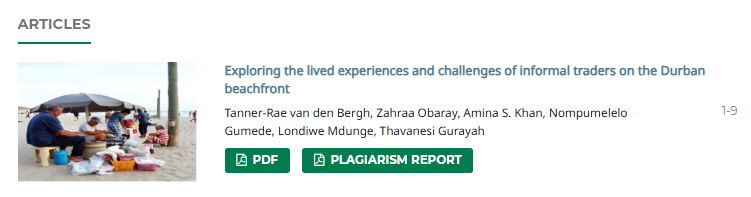 ARTICLES
Exploring the lived experiences and challenges of informal traders on the Durban
beachfront
Tanner-Rae van den Bergh, Zahraa Obaray, Amina S. Khan, Nompumelelo
Gumede, Londiwe Mdunge, Thavanesi Gurayah
1-9
PDF
PLAGIARISM REPORT